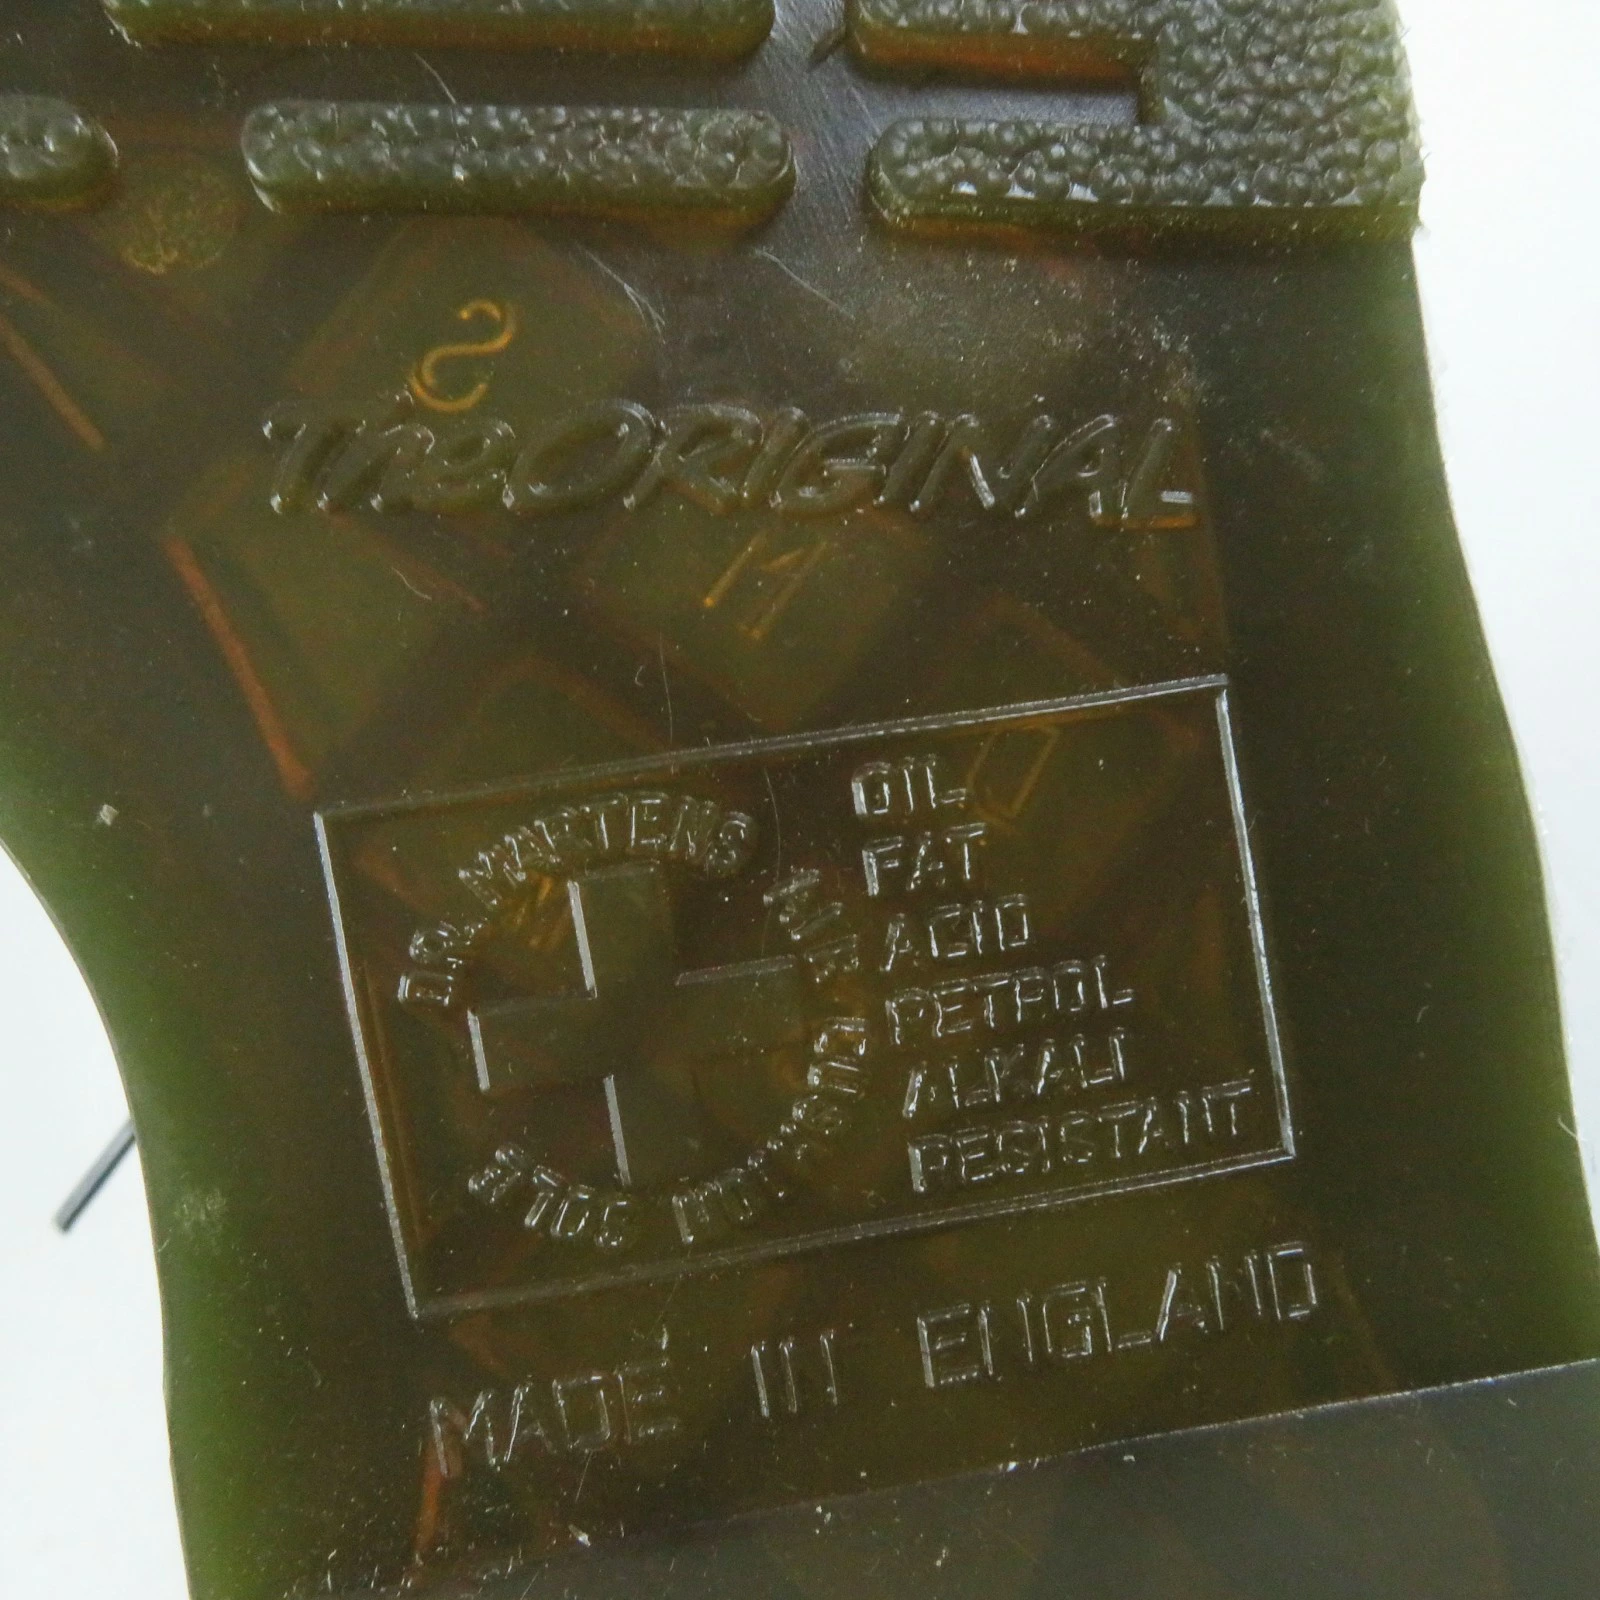 S
The ORIGINAL
M
D
DR. MARTENS AIR CUSHION SOLE
OIL
FAT
ACID
PETROL
ALKALI
RESISTANT
MADE IN ENGLAND